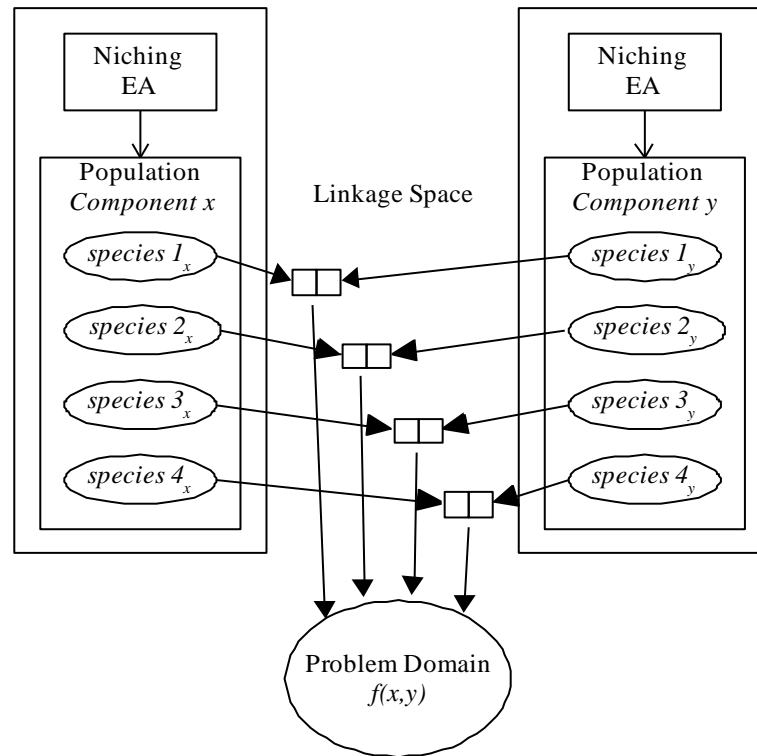 Niching
EA
Population
Component x
species 1x
species 2x
species 3x
species 4x
Linkage Space
Niching
EA
Population
Component y
species 1y
species 2y
species 3y
species 4y
Problem Domain
f(x,y)